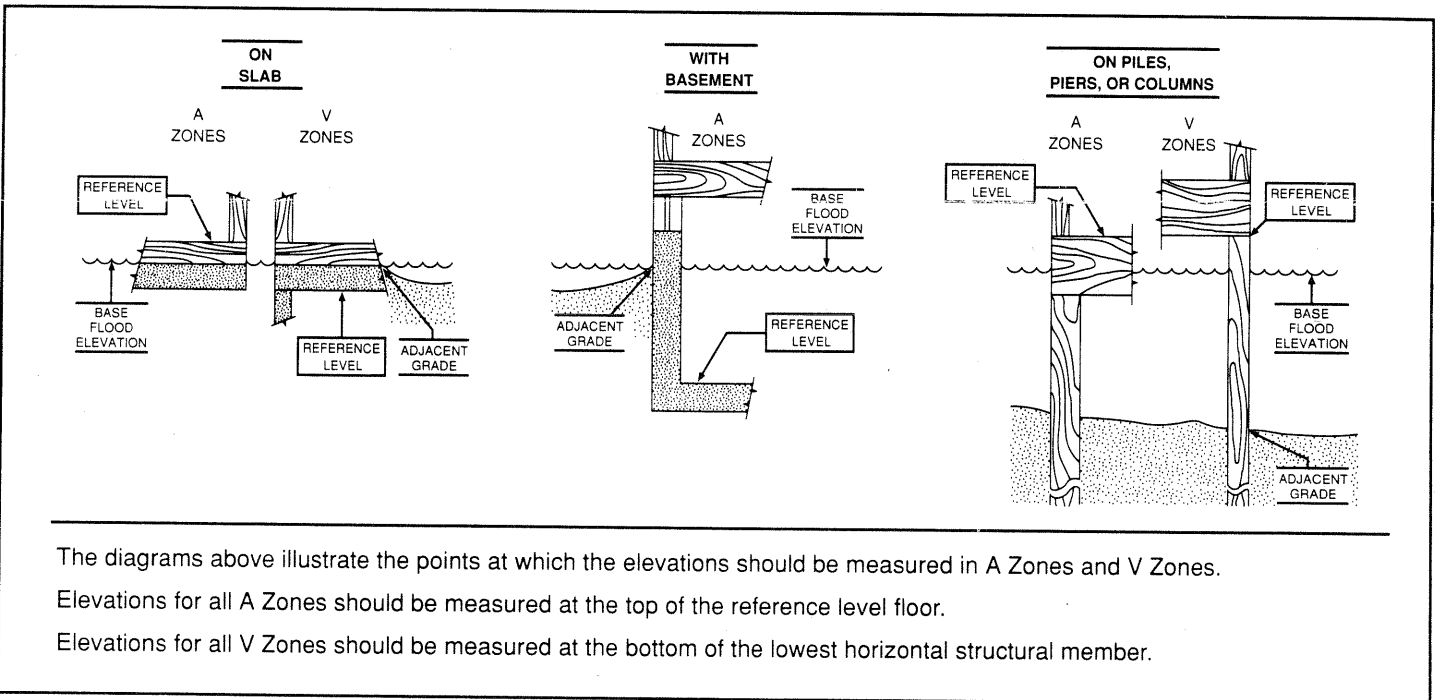 ON
SLAB
A
ZONES
V
ZONES
REFERENCE
LEVEL
BASE
FLOOD
ELEVATION
REFERENCE
LEVEL
ADJACENT
GRADE
WITH
BASEMENT
A
ZONES
BASE
FLOOD
ELEVATION
ADJACENT
GRADE
REFERENCE
LEVEL
ON PILES,
PIERS, OR COLUMNS
A
ZONES
V
ZONES
REFERENCE
LEVEL
REFERENCE
LEVEL
BASE
FLOOD
ELEVATION
ADJACENT
GRADE
The diagrams above illustrate the points at which the elevations should be measured in A Zones and V Zones.
Elevations for all A Zones should be measured at the top of the reference level floor.
Elevations for all V Zones should be measured at the bottom of the lowest horizontal structural member.